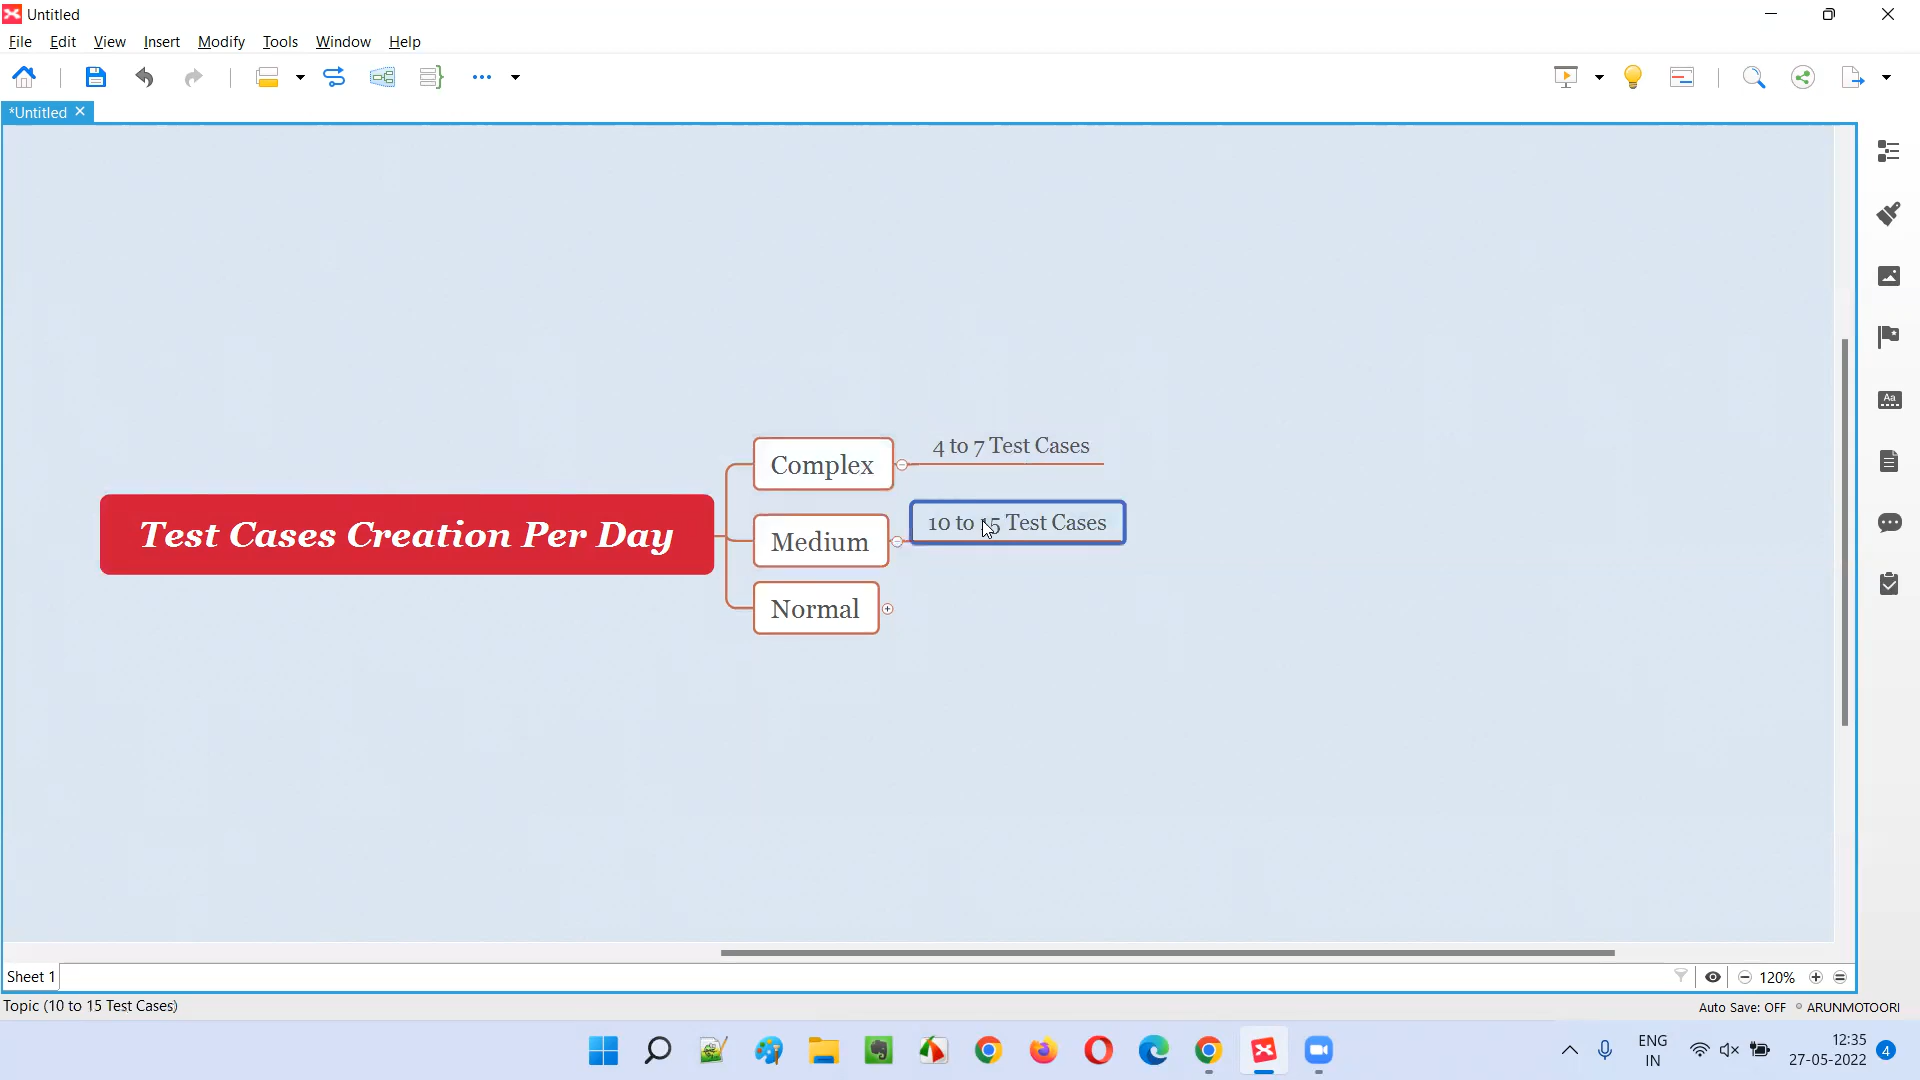 Untitled
File Edit View Insert Modify Tools Window Help
*Untitled
Complex
4 to 7 Test Cases
Test Cases Creation Per Day
Medium
10 to 15 Test Cases
Normal
Aa
Sheet 1
120%
Topic (10 to 15 Test Cases)
Auto Save: OFF
ARUNMOTOORI
ENG
IN
12:35
27-05-2022
4